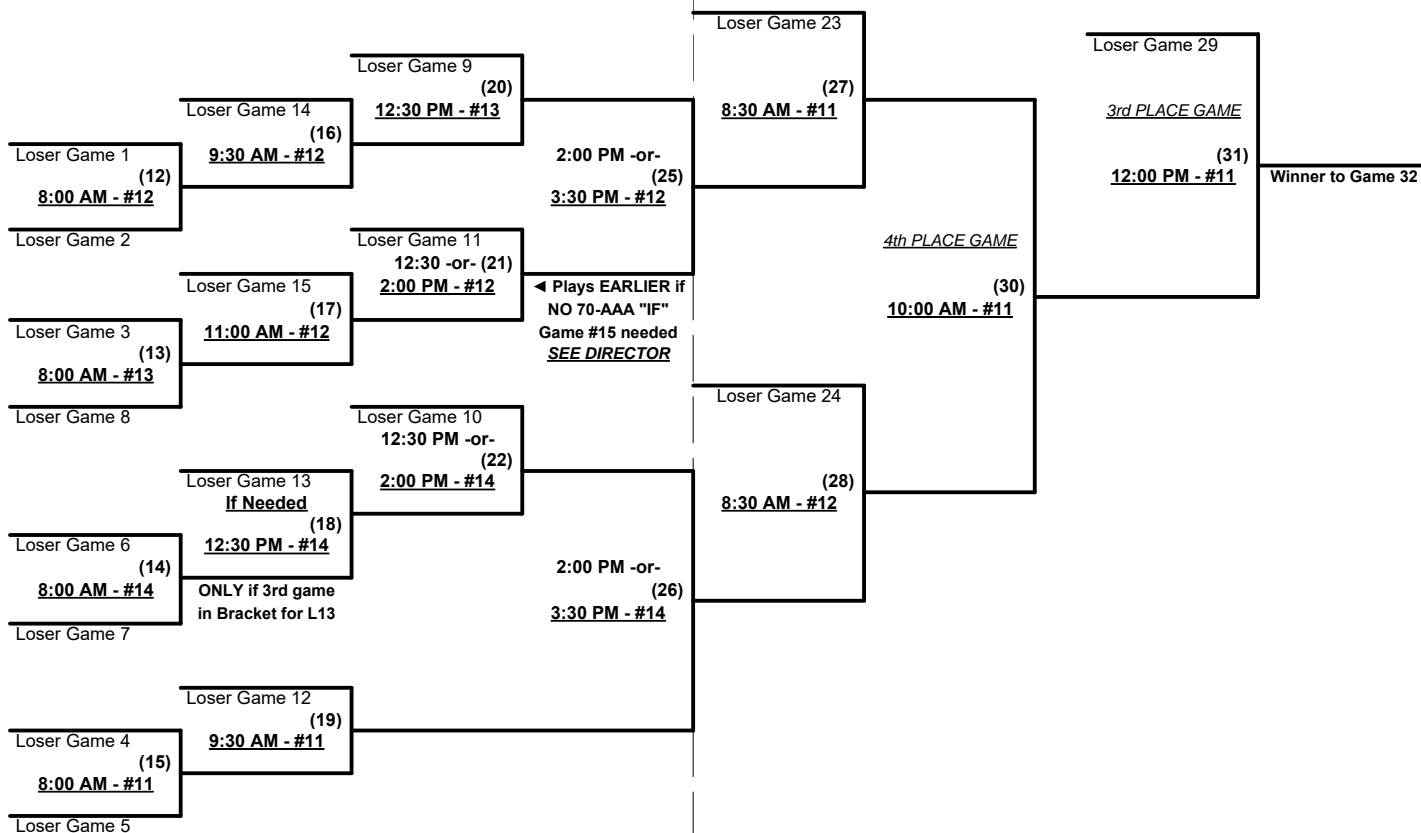 Loser Game 23
Loser Game 29
Loser Game 9
(20)
12:30 PM - #13
(27)
8:30 AM - #11
3rd PLACE GAME
Loser Game 14
(16)
9:30 AM - #12
Loser Game 1
(12)
8:00 AM - #12
2:00 PM -or-
(25)
3:30 PM - #12
(31)
12:00 PM - #11
Winner to Game 32
Loser Game 2
Loser Game 11
12:30 -or- (21)
2:00 PM - #12
4th PLACE GAME
Loser Game 15
(17)
11:00 AM - #12
◄ Plays EARLIER if
NO 70-AAA "IF"
Game #15 needed
SEE DIRECTOR
(30)
10:00 AM - #11
Loser Game 3
(13)
8:00 AM - #13
Loser Game 8
Loser Game 24
Loser Game 10
12:30 PM -or-
(22)
2:00 PM - #14
Loser Game 13
If Needed
(18)
12:30 PM - #14
(28)
8:30 AM - #12
Loser Game 6
(14)
8:00 AM - #14
ONLY if 3rd game
in Bracket for L13
2:00 PM -or-
(26)
3:30 PM - #14
Loser Game 7
Loser Game 12
(19)
9:30 AM - #11
Loser Game 4
(15)
8:00 AM - #11
Loser Game 5